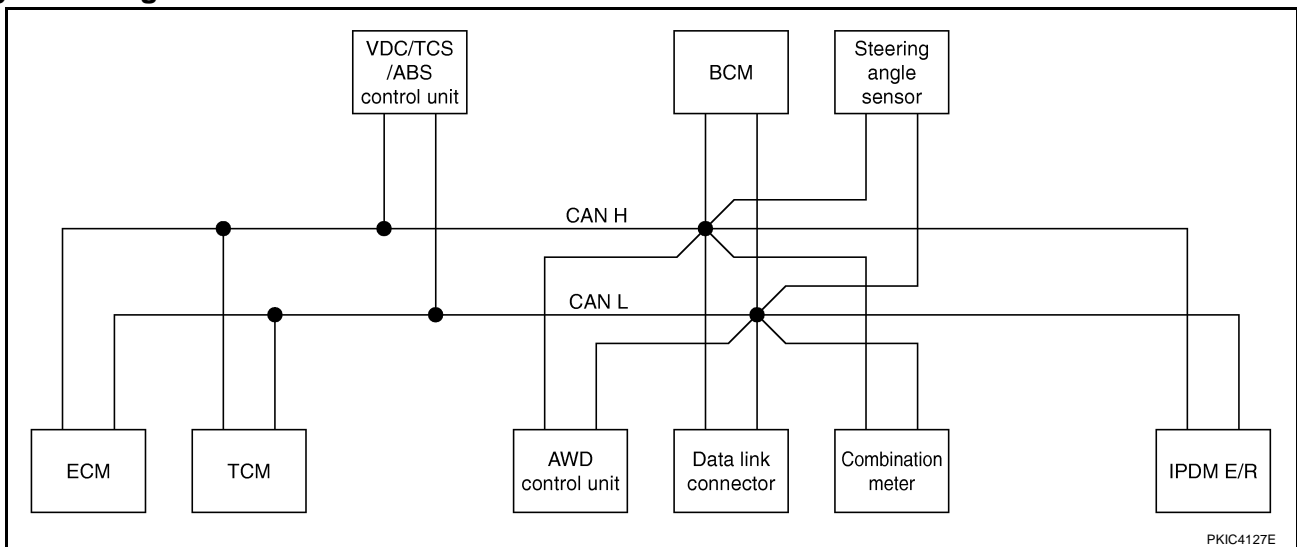 VDC/TCS
/ABS
control unit
BCM
Steering
angle
sensor
CAN H
CAN L
ECM
TCM
AWD
control unit
Data link
connector
Combination
meter
IPDM E/R
PKIC4127E